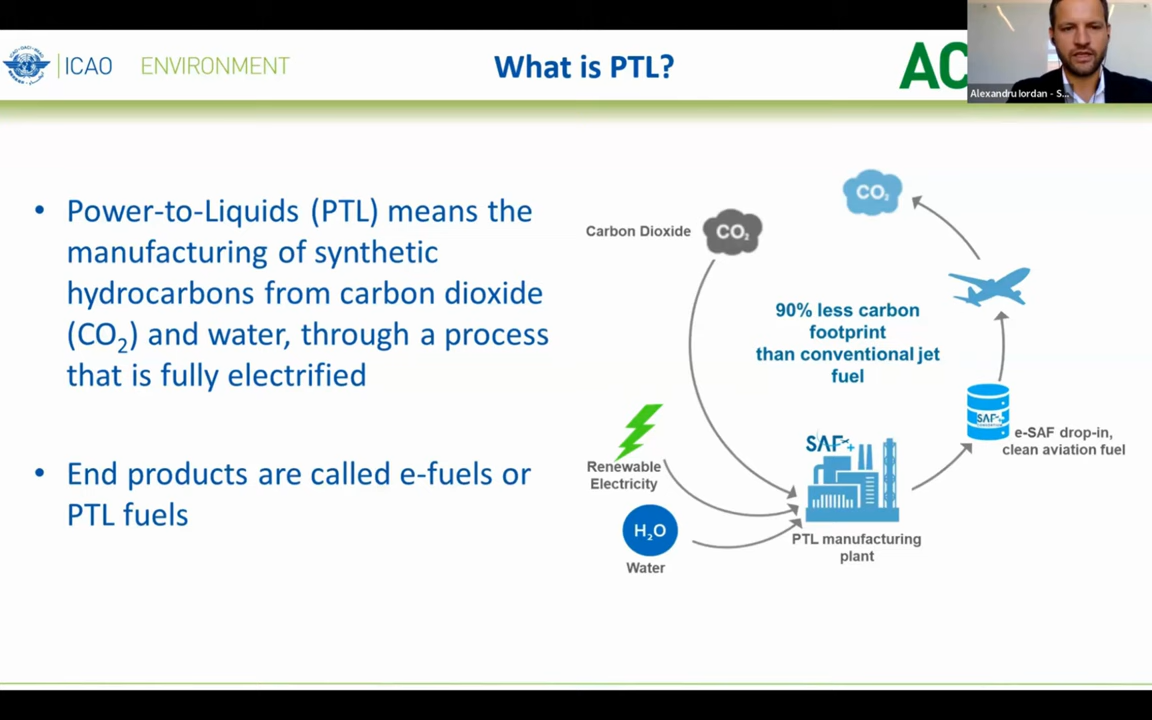 ICAO ENVIRONMENT
What is PTL?
AC
Alexandru Iordan - S...
• Power-to-Liquids (PTL) means the
manufacturing of synthetic
hydrocarbons from carbon dioxide
(CO₂) and water, through a process
that is fully electrified
• End products are called e-fuels or
PTL fuels
CO₂
Carbon Dioxide
CO₂
90% less carbon
footprint
than conventional jet
fuel
Renewable
Electricity
H₂O
Water
SAF+
PTL manufacturing
plant
SAF+
e-SAF drop-in,
clean aviation fuel